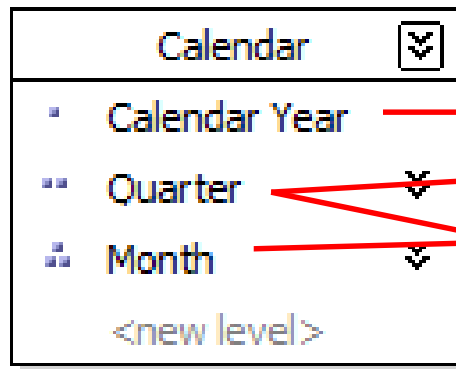 Calendar
Calendar Year
Quarter
Month
<new level>